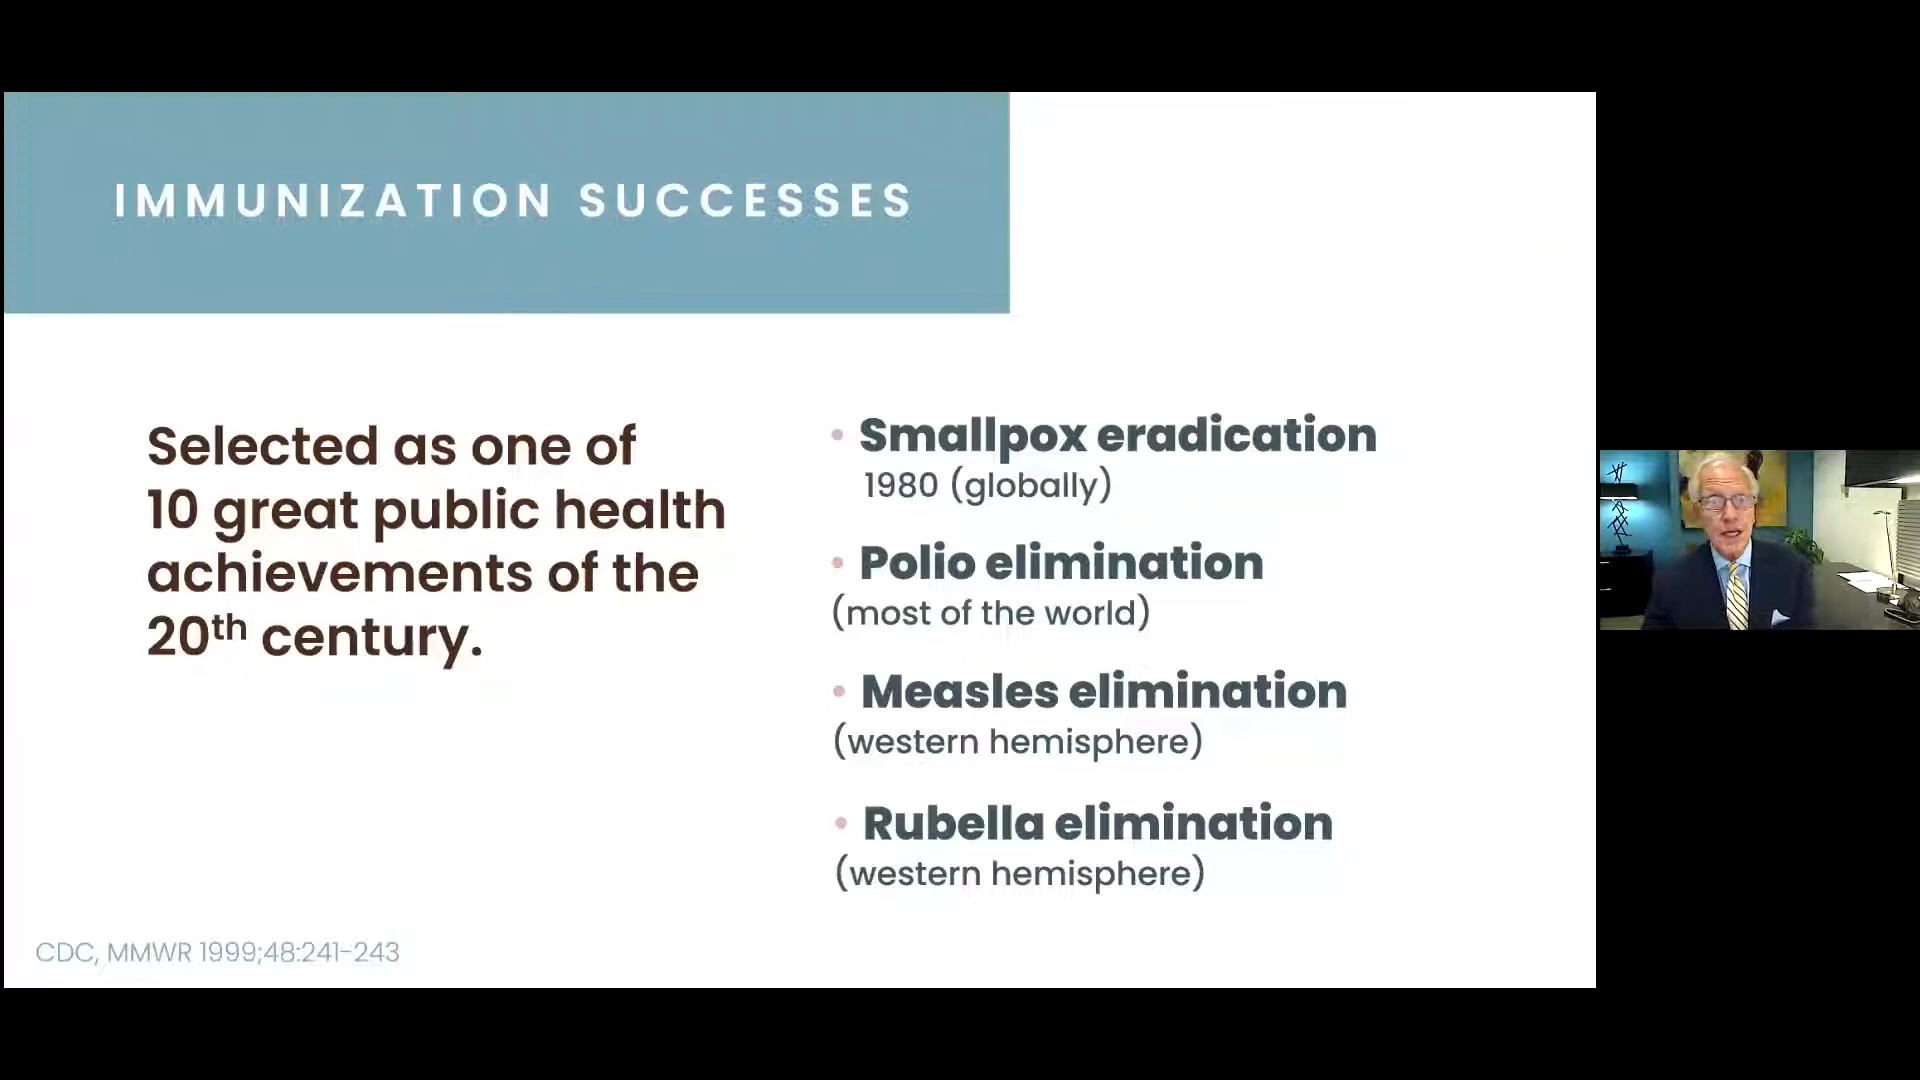 IMMUNIZATION SUCCESSES
Selected as one of
10 great public health
achievements of the
20th century.
• Smallpox eradication
1980 (globally)
• Polio elimination
(most of the world)
• Measles elimination
(western hemisphere)
• Rubella elimination
(western hemisphere)
CDC, MMWR 1999;48:241-243